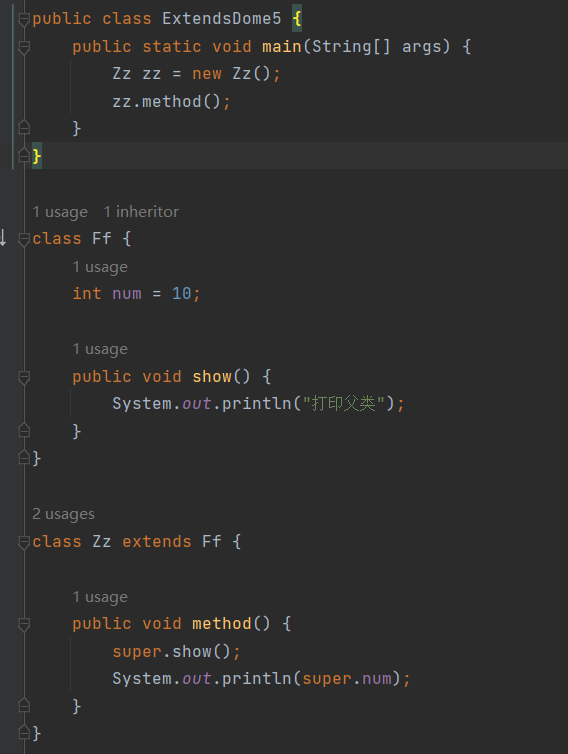 public class ExtendsDome5 {
    public static void main(String[] args) {
        Zz zz = new Zz();
        zz.method();
    }
}
1 usage   1 inheritor
class Ff {
    1 usage
    int num = 10;
    1 usage
    public void show() {
        System.out.println("打印父类");
    }
}
2 usages
class Zz extends Ff {
    1 usage
    public void method() {
        super.show();
        System.out.println(super.num);
    }
}